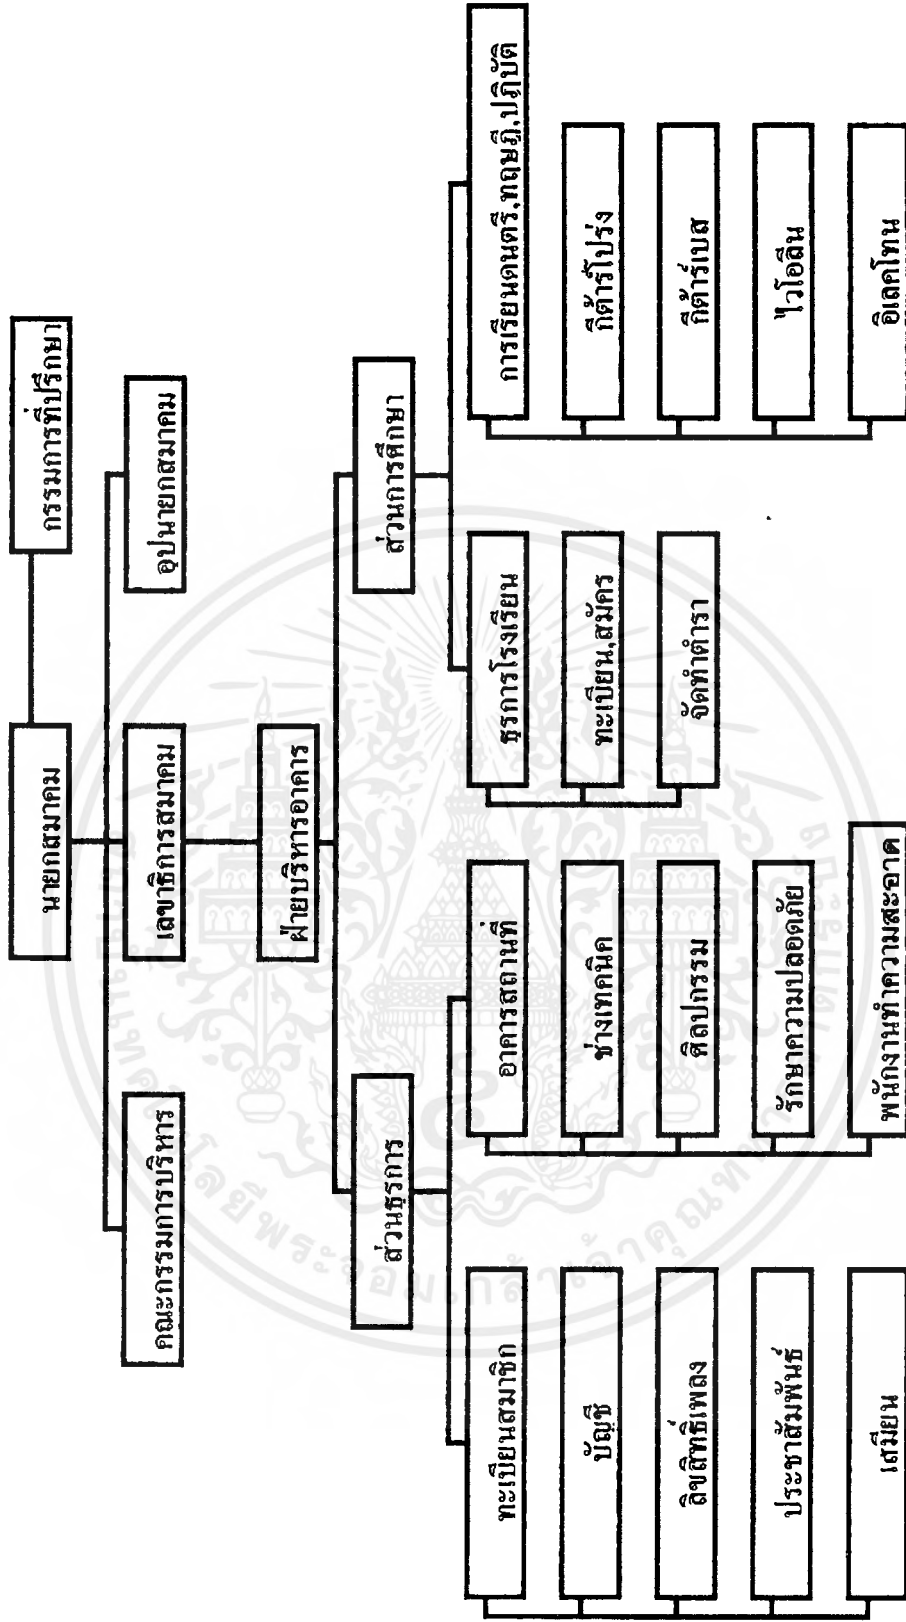 นายกสมาคม
กรรมการที่ปรึกษา
คณะกรรมการบริหาร
เลขาธิการสมาคม
อุปนายกสมาคม
ฝ่ายบริหารอาคาร
ส่วนธุรการ
ส่วนการศึกษา
ทะเบียนสมาชิก
อาคารสถานที่
ธุรการโรงเรียน
การเรียนดนตรี,ทฤษฎี,ปฎิบัติ
บัญชี
ช่างเทคนิค
ทะเบียน,สมัคร
กีต้าร์โปร่ง
ลิขสิทธิ์เพลง
ศิลปกรรม
จัดทำตำรา
กีต้าร์เบส
ประชาสัมพันธ์
รักษาความปลอดภัย
ไวโอลิน
เสมียน
พนักงานทำความสะอาด
อิเลคโทน